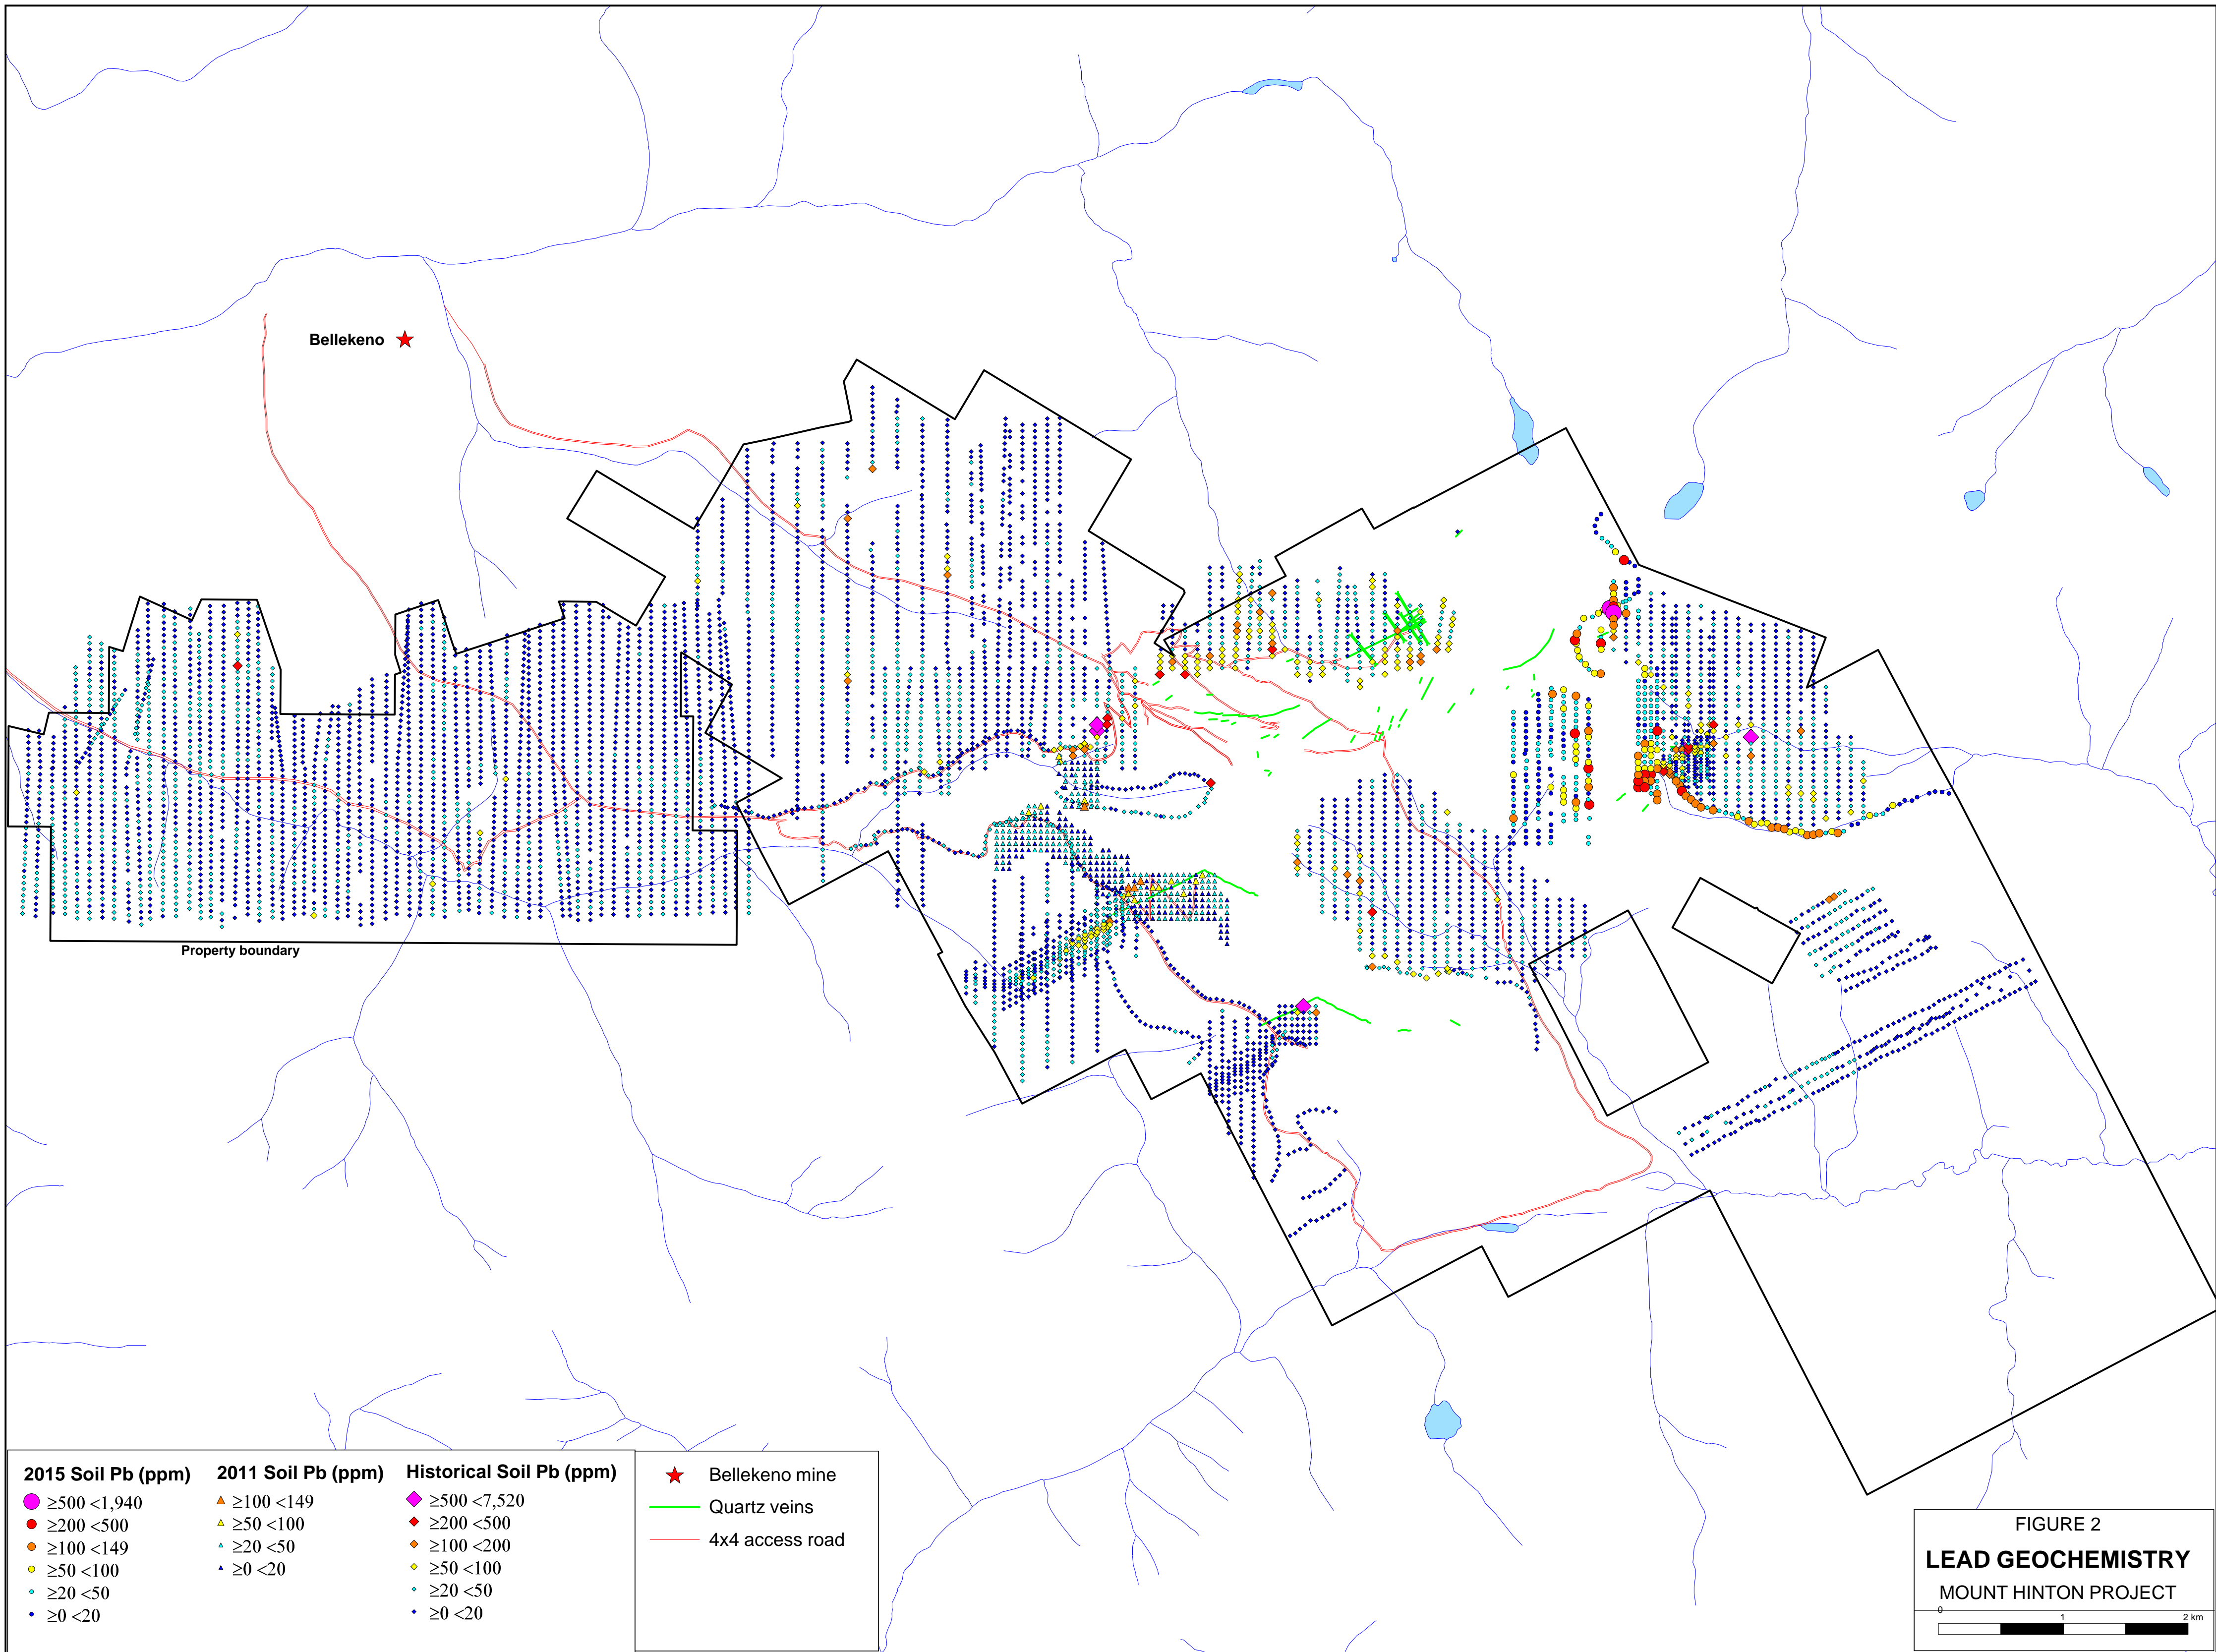 Bellekeno
Property boundary
2015 Soil Pb (ppm)
≥500 <1,940
≥200 <500
≥100 <149
≥50 <100
≥20 <50
≥0 <20
2011 Soil Pb (ppm)
≥100 <149
≥50 <100
≥20 <50
≥0 <20
Historical Soil Pb (ppm)
≥500 <7,520
≥200 <500
≥100 <200
≥50 <100
≥20 <50
≥0 <20
Bellekeno mine
Quartz veins
4x4 access road
FIGURE 2
LEAD GEOCHEMISTRY
MOUNT HINTON PROJECT
0 1 2 km